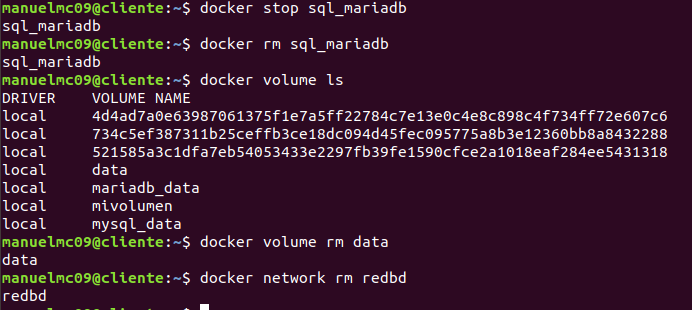 manuelmc09@cliente:~$ docker stop sql_mariadb
sql_mariadb
manuelmc09@cliente:~$ docker rm sql_mariadb
sql_mariadb
manuelmc09@cliente:~$ docker volume ls
DRIVER    VOLUME NAME
local     4d4ad7a0e63987061375f1e7a5ff22784c7e13e0c4e8c898c4f734ff72e607c6
local     734c5ef387311b25ceffb3ce18dc094d45fec095775a8b3e12360bb8a8432288
local     521585a3c1dfa7eb54053433e2297fb39fe1590cfce2a1018eaf284ee5431318
local     data
local     mariadb_data
local     mivolumen
local     mysql_data
manuelmc09@cliente:~$ docker volume rm data
data
manuelmc09@cliente:~$ docker network rm redbd
redbd
manuelmc09@cliente:~$